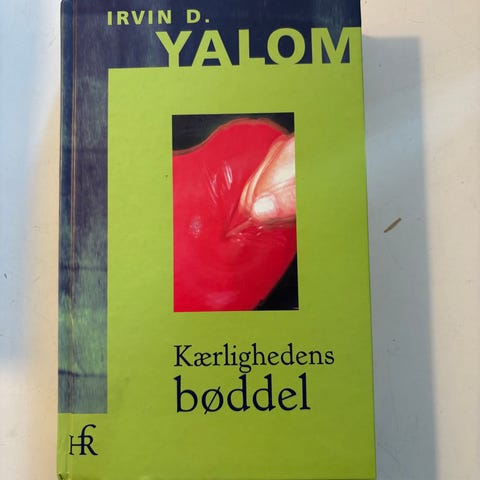 IRVIN D.
YALOM
Kærlighedens
bøddel
HR